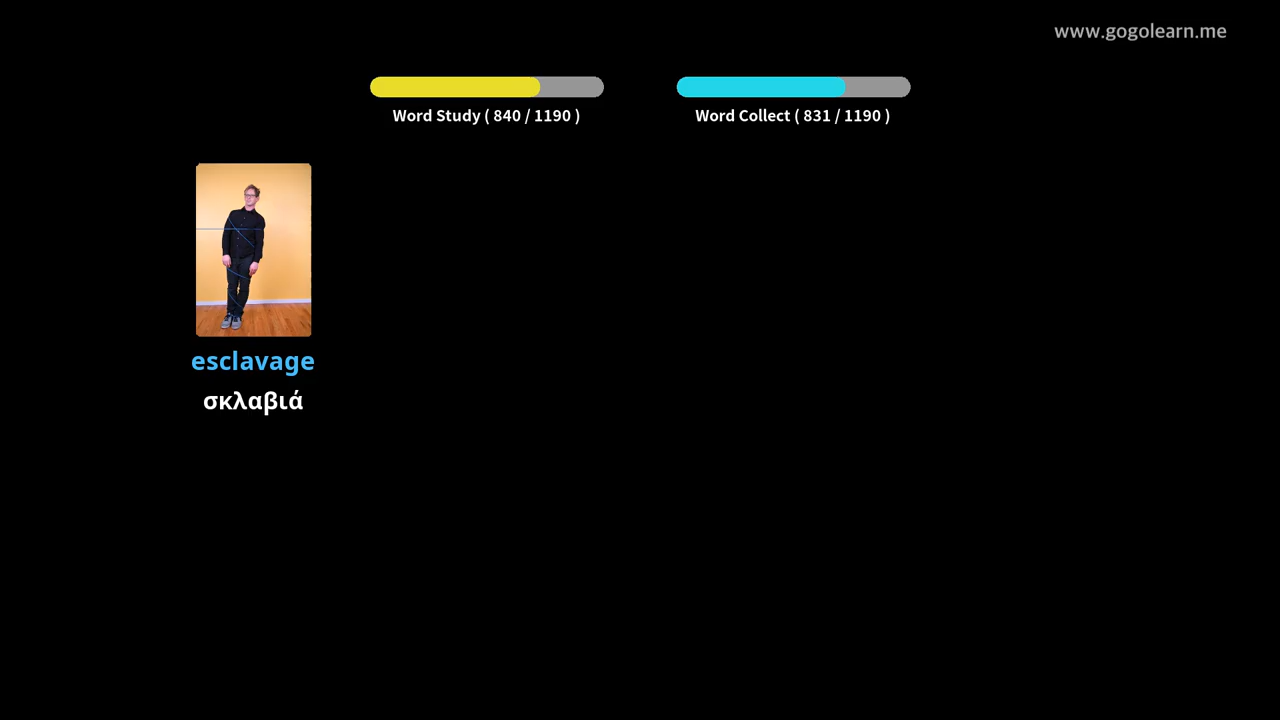 www.gogolearn.me
Word Study ( 840 / 1190 )
Word Collect ( 831 / 1190 )
esclavage
σκλαβιά